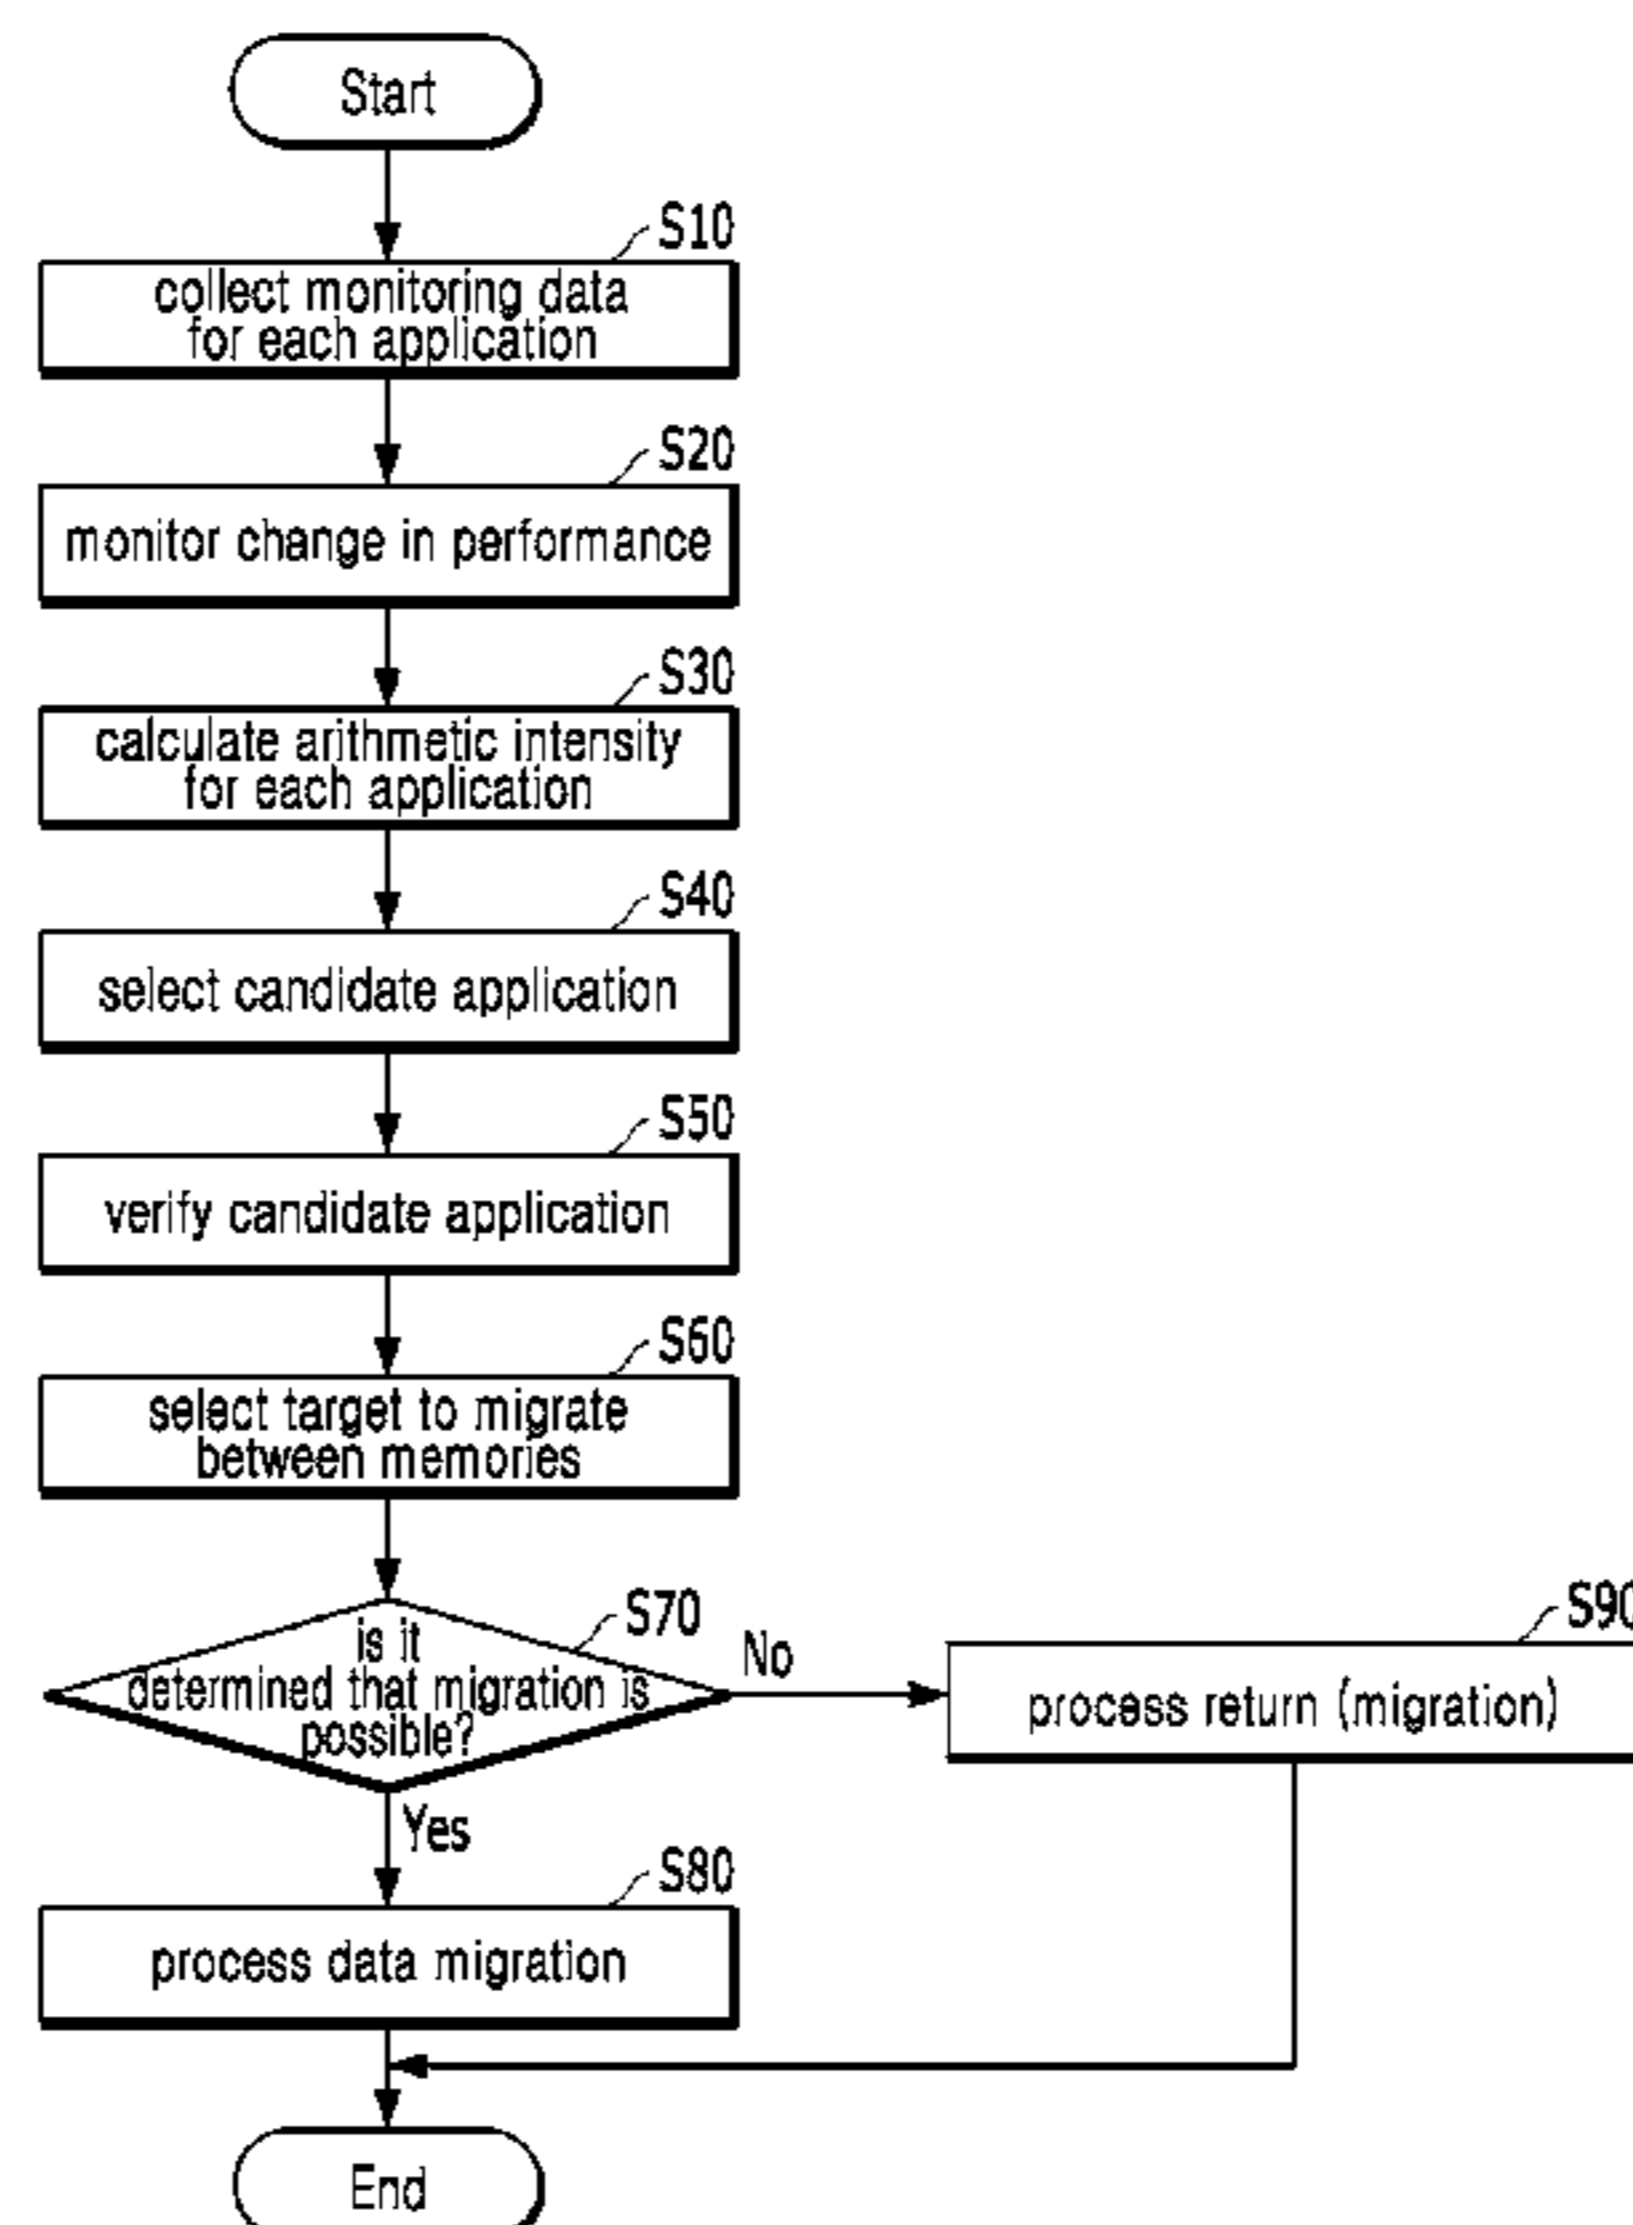 Start
S10
collect monitoring data
for each application
S20
monitor change in performance
S30
calculate arithmetic intensity
for each application
S40
select candidate application
S50
verify candidate application
S60
select target to migrate
between memories
S70
is it
determined that migration is
possible?
No
S90
process return (migration)
Yes
S80
process data migration
End